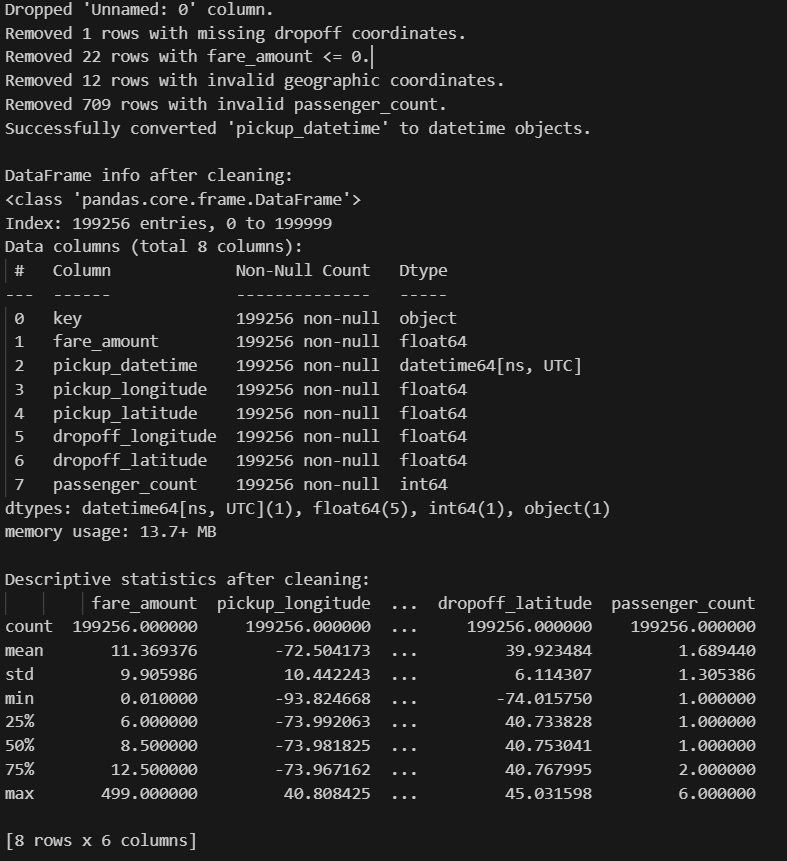 Dropped 'Unnamed: 0' column.
Removed 1 rows with missing dropoff coordinates.
Removed 22 rows with fare_amount <= 0.
Removed 12 rows with invalid geographic coordinates.
Removed 709 rows with invalid passenger_count.
Successfully converted 'pickup_datetime' to datetime objects.

DataFrame info after cleaning:
<class 'pandas.core.frame.DataFrame'>
Index: 199256 entries, 0 to 199999
Data columns (total 8 columns):
 #   Column             Non-Null Count   Dtype
---  ------             --------------   -----
 0   key                199256 non-null  object
 1   fare_amount        199256 non-null  float64
 2   pickup_datetime    199256 non-null  datetime64[ns, UTC]
 3   pickup_longitude   199256 non-null  float64
 4   pickup_latitude    199256 non-null  float64
 5   dropoff_longitude  199256 non-null  float64
 6   dropoff_latitude   199256 non-null  float64
 7   passenger_count    199256 non-null  int64
dtypes: datetime64[ns, UTC](1), float64(5), int64(1), object(1)
memory usage: 13.7+ MB

Descriptive statistics after cleaning:
         fare_amount  pickup_longitude  ...  dropoff_latitude  passenger_count
count  199256.000000     199256.000000  ...     199256.000000    199256.000000
mean       11.369376        -72.504173  ...         39.923484         1.689440
std         9.905986         10.442243  ...          6.114307         1.305386
min         0.010000        -93.824668  ...        -74.015750         1.000000
25%         6.000000        -73.992063  ...         40.733828         1.000000
50%         8.500000        -73.981825  ...         40.753041         1.000000
75%        12.500000        -73.967162  ...         40.767995         2.000000
max       499.000000         40.808425  ...         45.031598         6.000000

[8 rows x 6 columns]